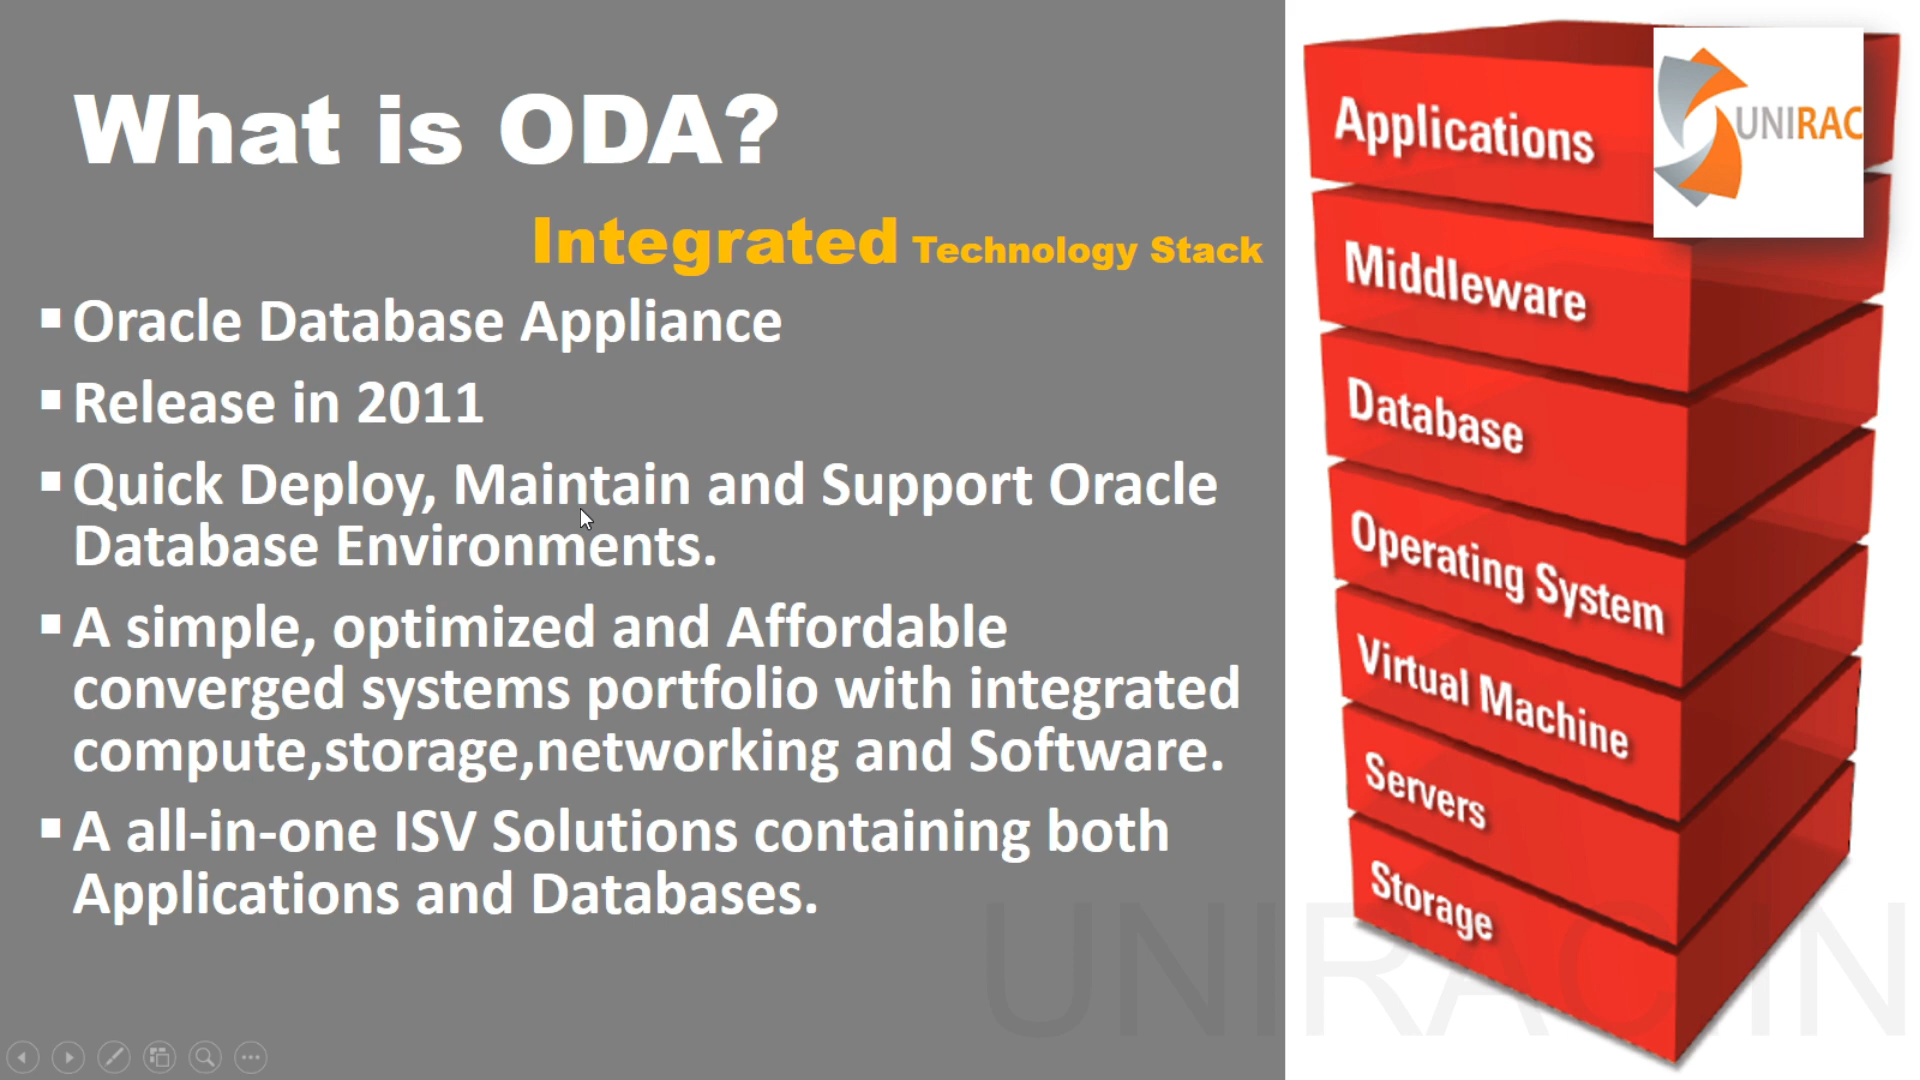 What is ODA?
Integrated Technology Stack
Oracle Database Appliance
Release in 2011
Quick Deploy, Maintain and Support Oracle
Database Environments.
A simple, optimized and Affordable
converged systems portfolio with integrated
compute,storage,networking and Software.
A all-in-one ISV Solutions containing both
Applications and Databases.
Applications
Middleware
Database
Operating System
Virtual Machine
Servers
Storage
UNIRAC
UNIRAC IN